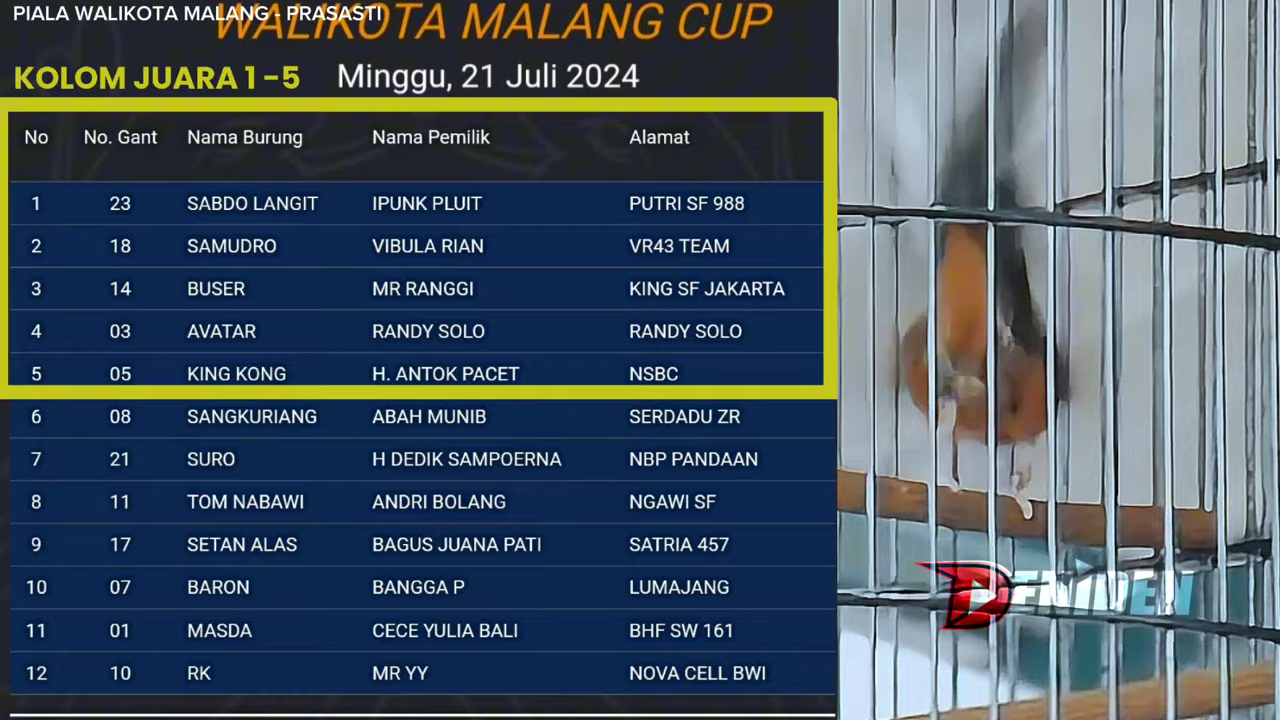 PIALA WALIKOTA MALANG - PRASASTI
WALIKOTA MALANG CUP
KOLOM JUARA 1 -5 Minggu, 21 Juli 2024
No No. Gant Nama Burung Nama Pemilik Alamat
1 23 SABDO LANGIT IPUNK PLUIT PUTRI SF 988
2 18 SAMUDRO VIBULA RIAN VR43 TEAM
3 14 BUSER MR RANGGI KING SF JAKARTA
4 03 AVATAR RANDY SOLO RANDY SOLO
5 05 KING KONG H. ANTOK PACET NSBC
6 08 SANGKURIANG ABAH MUNIB SERDADU ZR
7 21 SURO H DEDIK SAMPOERNA NBP PANDAAN
8 11 TOM NABAWI ANDRI BOLANG NGAWI SF
9 17 SETAN ALAS BAGUS JUANA PATI SATRIA 457
10 07 BARON BANGGA P LUMAJANG
11 01 MASDA CECE YULIA BALI BHF SW 161
12 10 RK MR YY NOVA CELL BWI